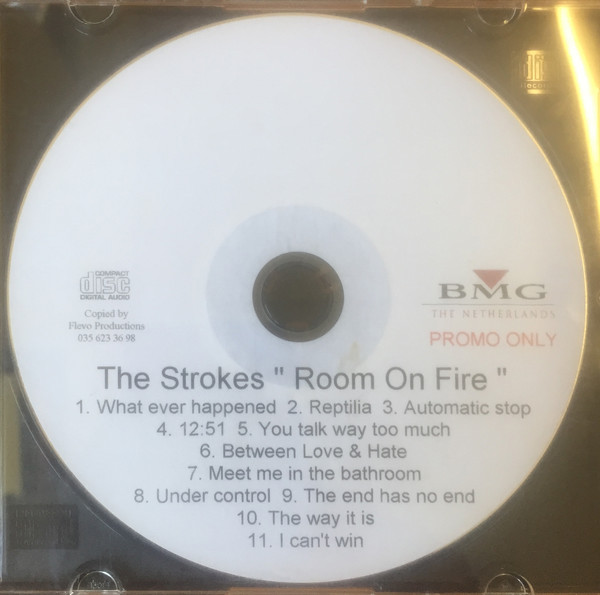 COMPACT
disc
DIGITAL AUDIO
Copied by
Flevo Productions
035 623 36 98
BMG
THE NETHERLANDS
PROMO ONLY
The Strokes " Room On Fire "
1. What ever happened 2. Reptilia 3. Automatic stop
4. 12:51 5. You talk way too much
6. Between Love & Hate
7. Meet me in the bathroom
8. Under control 9. The end has no end
10. The way it is
11. I can't win